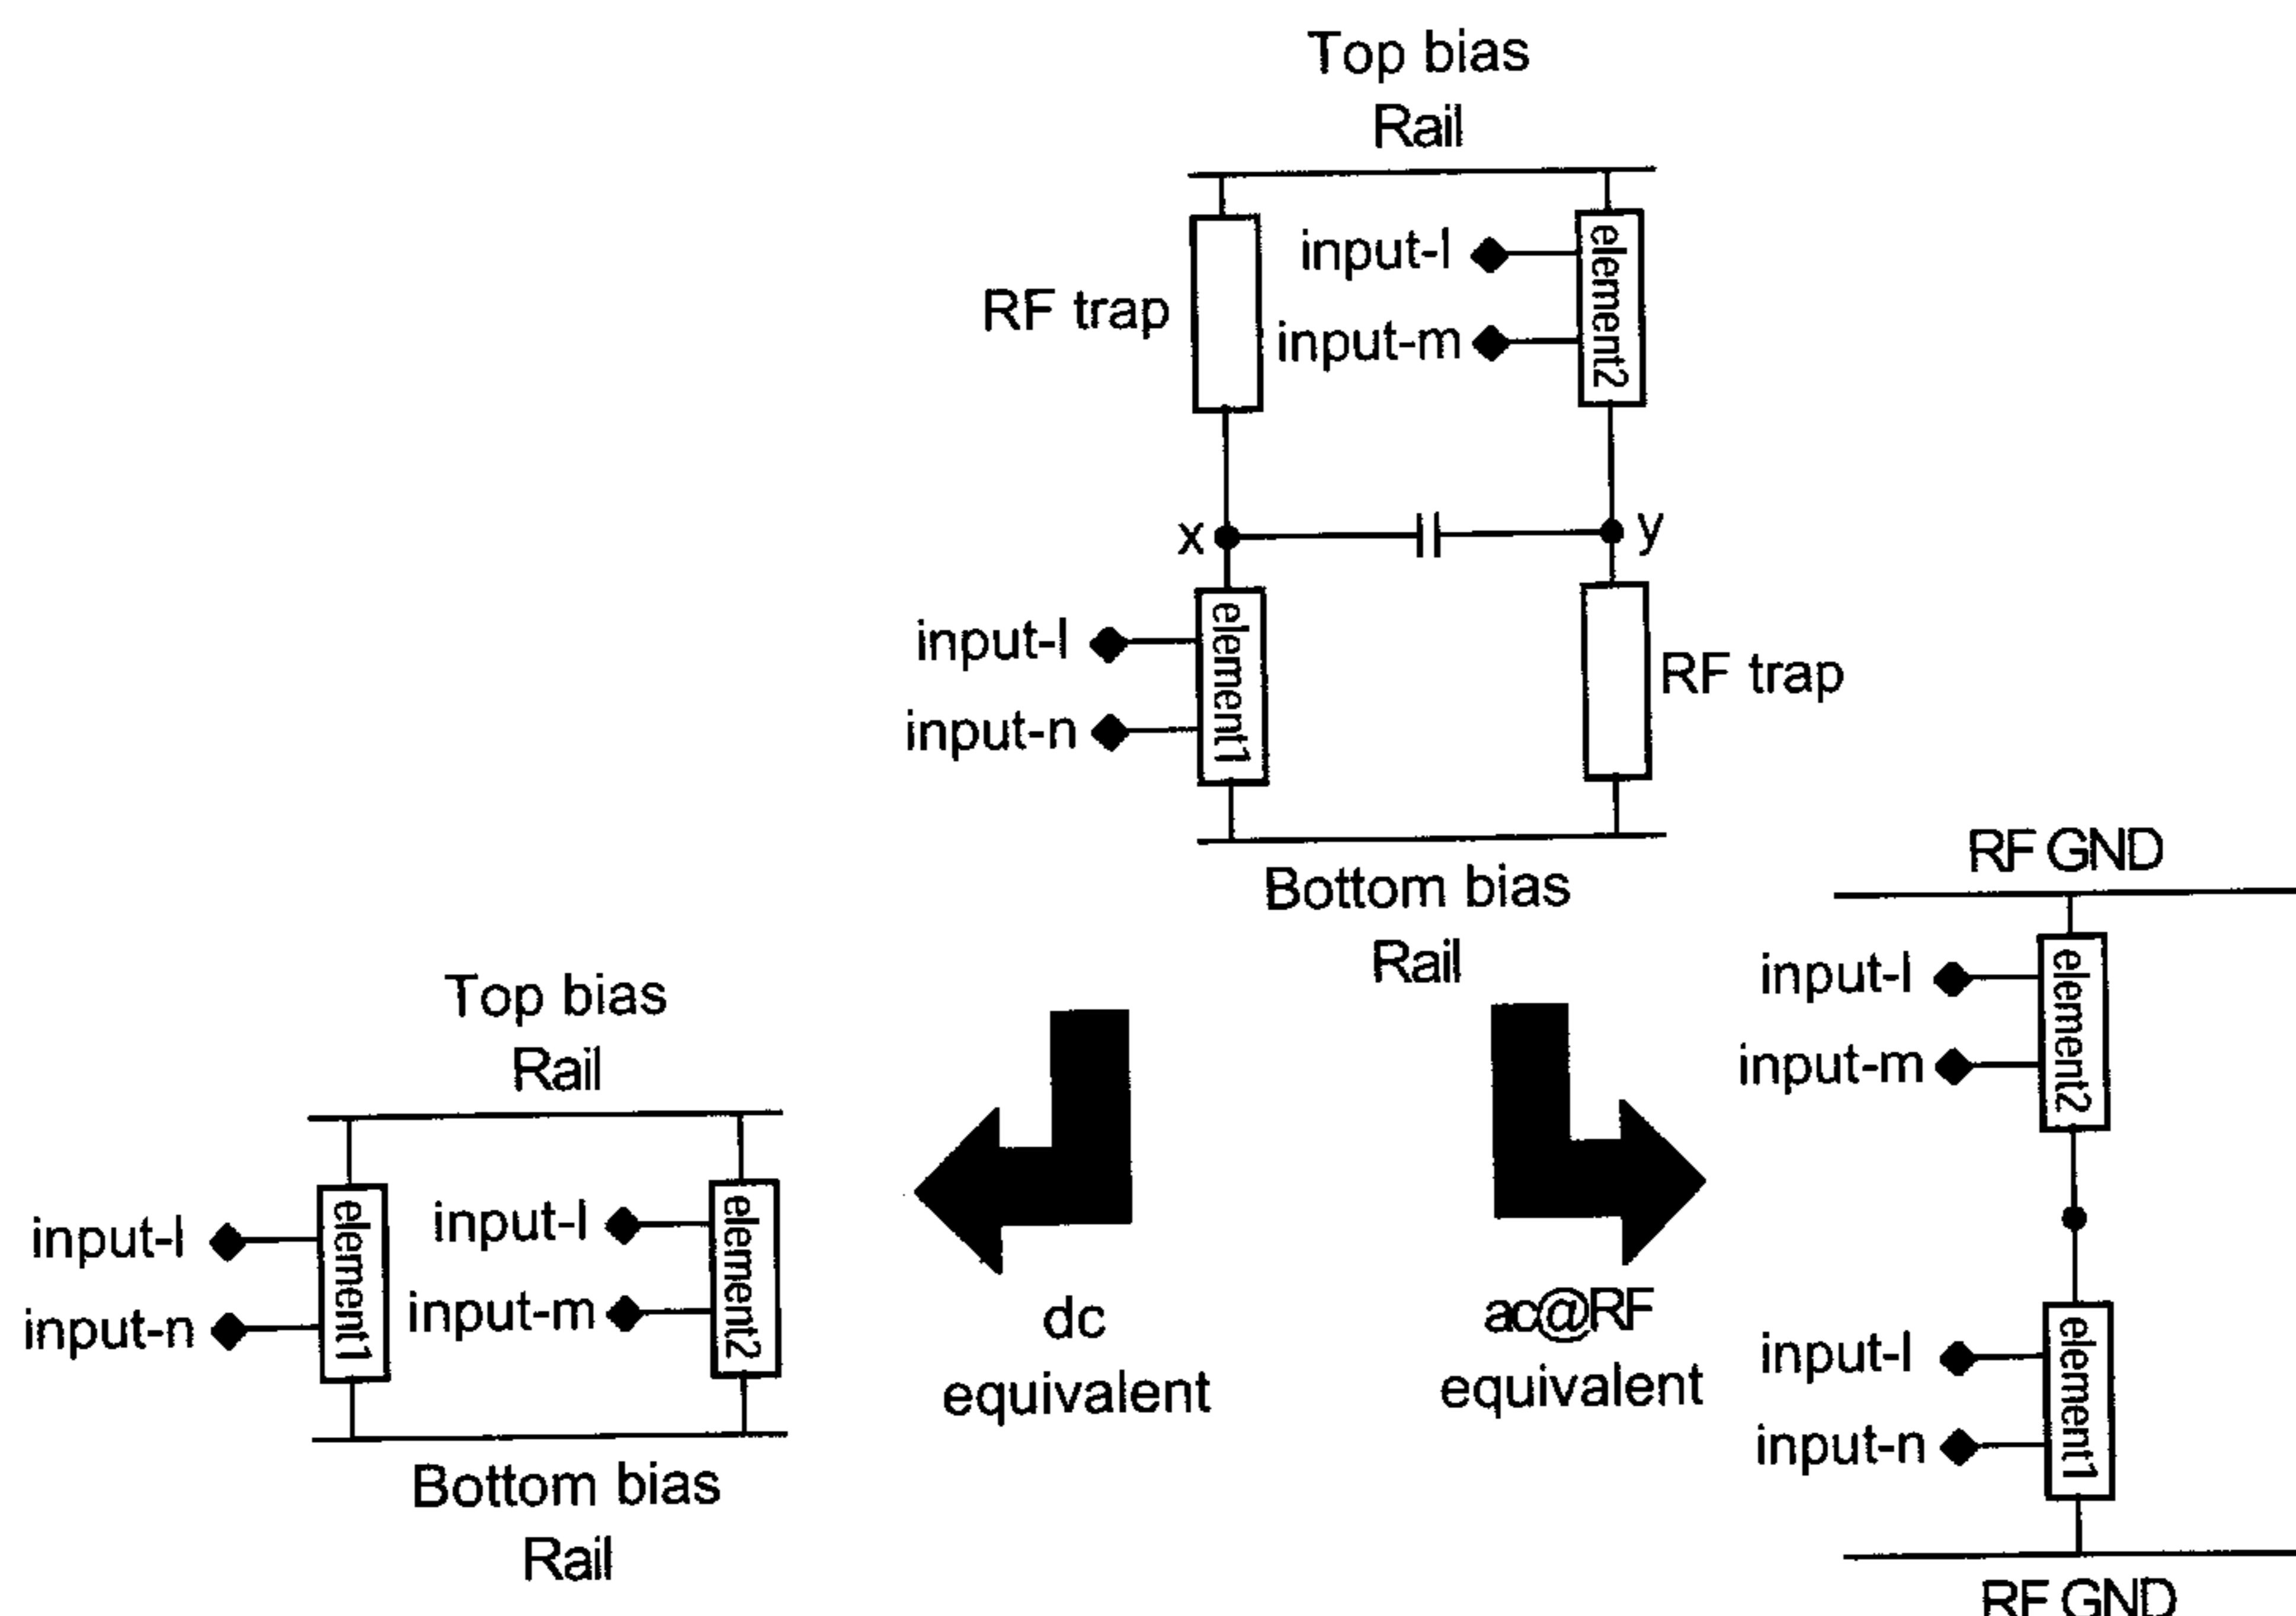 Top bias
Rail
input-l
RF trap
input-m
element2
x
y
input-l
input-n
element1
RF trap
Bottom bias
Rail
RF GND
input-l
input-m
element2
Top bias
Rail
input-l
input-n
element1
input-l
input-m
element2
dc
equivalent
ac@RF
equivalent
input-l
input-n
element1
Bottom bias
Rail
RF GND